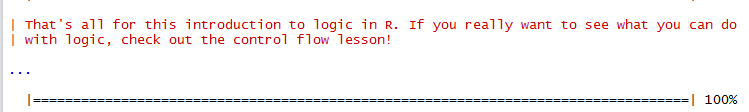 | That's all for this introduction to logic in R. If you really want to see what you can do
| with logic, check out the control flow lesson!
...
|==================================================================================| 100%